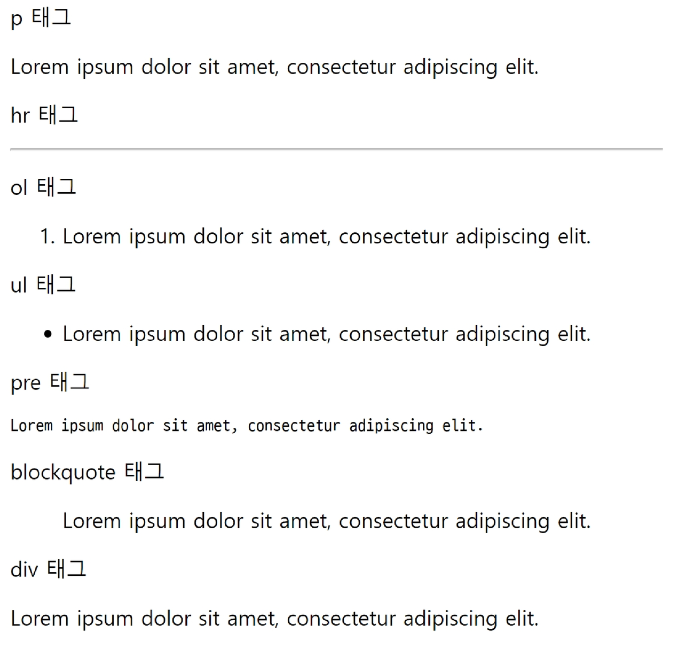 p 태그
Lorem ipsum dolor sit amet, consectetur adipiscing elit.
hr 태그
ol 태그
1. Lorem ipsum dolor sit amet, consectetur adipiscing elit.
ul 태그
• Lorem ipsum dolor sit amet, consectetur adipiscing elit.
pre 태그
Lorem ipsum dolor sit amet, consectetur adipiscing elit.
blockquote 태그
Lorem ipsum dolor sit amet, consectetur adipiscing elit.
div 태그
Lorem ipsum dolor sit amet, consectetur adipiscing elit.